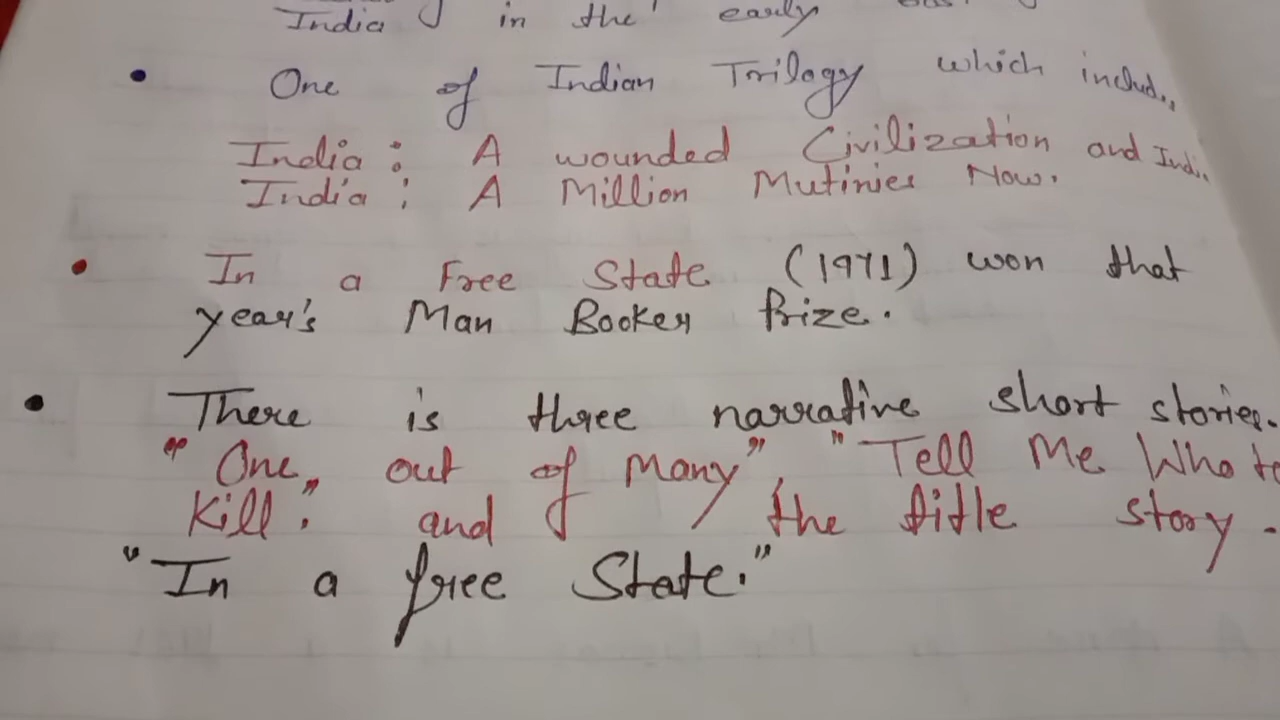 India in the early
One of Indian Trilogy which includ
India : A wounded Civilization and Indi
India : A Million Mutinies Now.
In a Free State (1971) won that
year's Man Booker Prize.
There is three narrative short stories.
"One, out of Many", "Tell Me Who to
Kill," and the title story -
"In a free State."